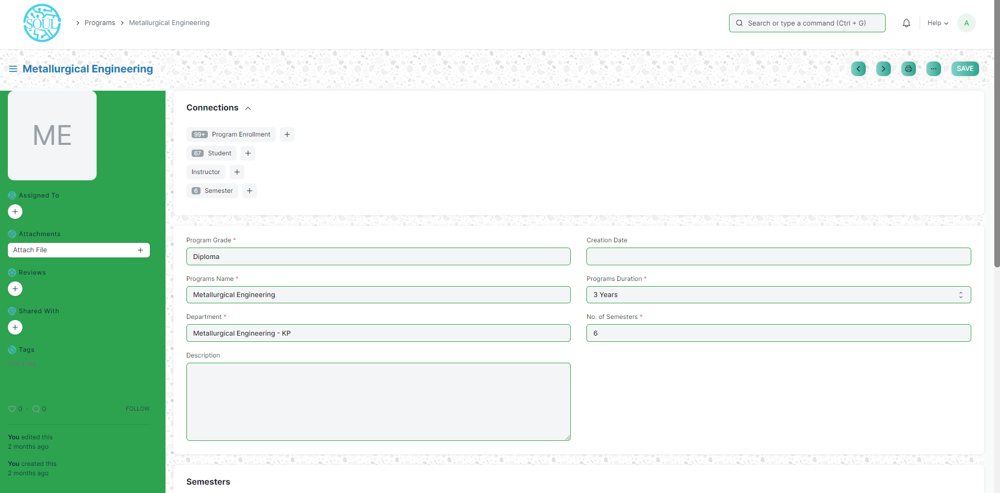 SOUL
Programs
Metallurgical Engineering
Search or type a command (Ctrl + G)
Help
A
Metallurgical Engineering
SAVE
ME
Assigned To
Attachments
Attach File
Reviews
Shared With
Tags
Add a tag
0 · 0
FOLLOW
You edited this
2 months ago
You created this
2 months ago
Connections
99+ Program Enrollment
67 Student
Instructor
6 Semester
Program Grade *
Diploma
Creation Date
Programs Name *
Metallurgical Engineering
Programs Duration *
3 Years
Department *
Metallurgical Engineering - KP
No. of Semesters *
6
Description
Semesters